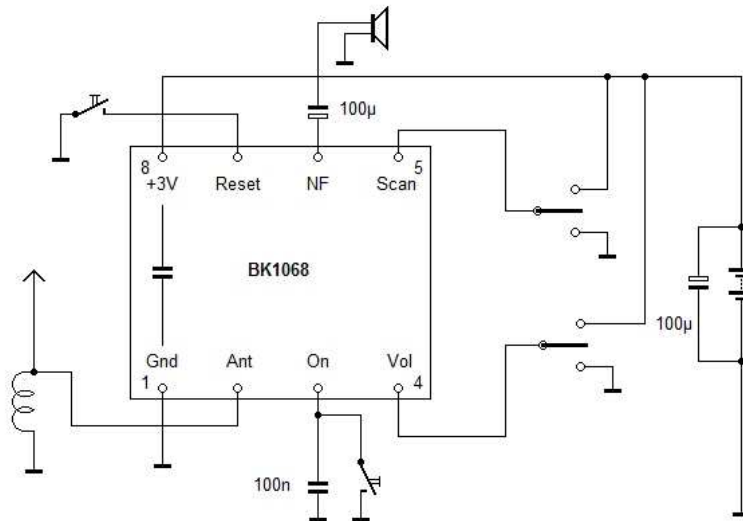 100µ
8
5
+3V Reset NF Scan
BK1068
100µ
Gnd Ant On Vol
1
4
100n